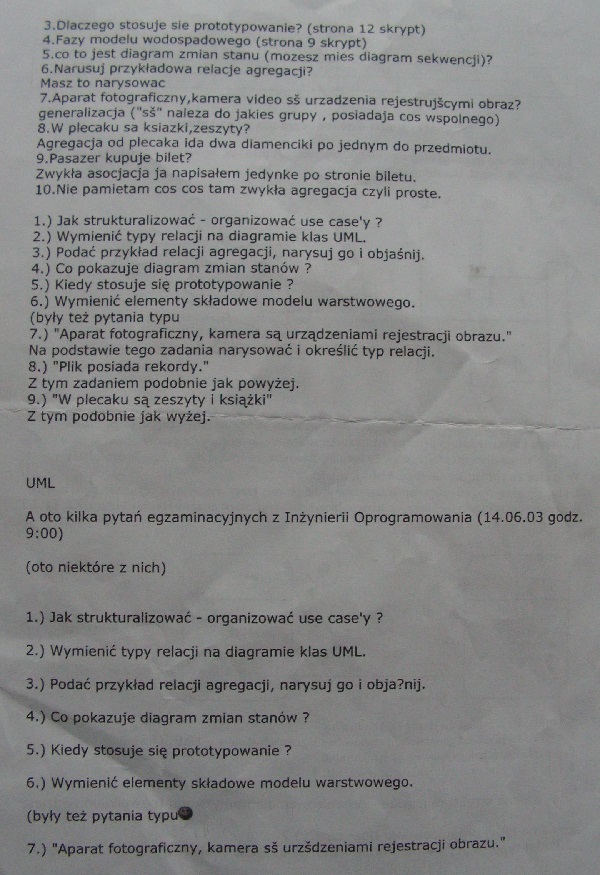 3.Dlaczego stosuje sie prototypowanie? (strona 12 skrypt)
4.Fazy modelu wodospadowego (strona 9 skrypt)
5.co to jest diagram zmian stanu (mozesz mies diagram sekwencji)?
6.Narusuj przykładowa relacje agregacji?
Masz to narysowac
7.Aparat fotograficzny,kamera video sš urzadzenia rejestrujšcymi obraz?
generalizacja ("sš" naleza do jakies grupy , posiadaja cos wspolnego)
8.W plecaku sa ksiazki,zeszyty?
Agregacja od plecaka ida dwa diamenciki po jednym do przedmiotu.
9.Pasazer kupuje bilet?
Zwykła asocjacja ja napisałem jedynke po stronie biletu.
10.Nie pamietam cos cos tam zwykła agregacja czyli proste.
1.) Jak strukturalizować - organizować use case'y ?
2.) Wymienić typy relacji na diagramie klas UML.
3.) Podać przykład relacji agregacji, narysuj go i objaśnij.
4.) Co pokazuje diagram zmian stanów ?
5.) Kiedy stosuje się prototypowanie ?
6.) Wymienić elementy składowe modelu warstwowego.
(były też pytania typu
7.) "Aparat fotograficzny, kamera są urządzeniami rejestracji obrazu."
Na podstawie tego zadania narysować i określić typ relacji.
8.) "Plik posiada rekordy."
Z tym zadaniem podobnie jak powyżej.
9.) "W plecaku są zeszyty i książki"
Z tym podobnie jak wyżej.
UML
A oto kilka pytań egzaminacyjnych z Inżynierii Oprogramowania (14.06.03 godz.
9:00)
(oto niektóre z nich)
1.) Jak strukturalizować - organizować use case'y ?
2.) Wymienić typy relacji na diagramie klas UML.
3.) Podać przykład relacji agregacji, narysuj go i obja?nij.
4.) Co pokazuje diagram zmian stanów ?
5.) Kiedy stosuje się prototypowanie ?
6.) Wymienić elementy składowe modelu warstwowego.
(były też pytania typu
7.) "Aparat fotograficzny, kamera sš urzšdzeniami rejestracji obrazu."